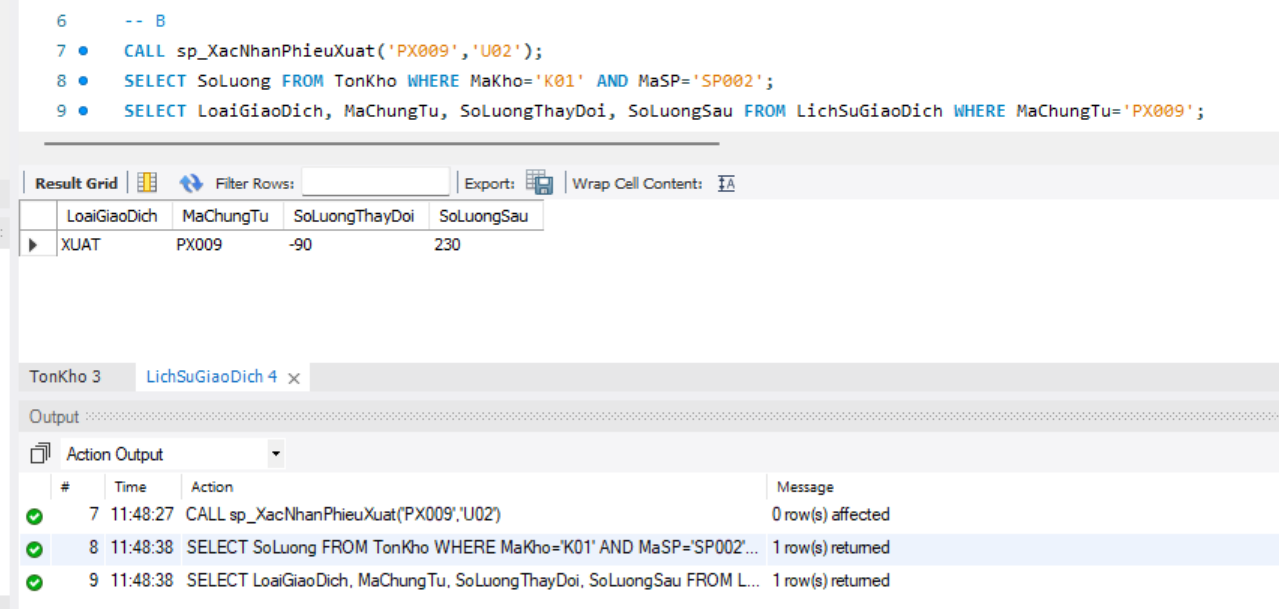 6 -- B
7 CALL sp_XacNhanPhieuXuat('PX009','U02');
8 SELECT SoLuong FROM TonKho WHERE MaKho='K01' AND MaSP='SP002';
9 SELECT LoaiGiaoDich, MaChungTu, SoLuongThayDoi, SoLuongSau FROM LichSuGiaoDich WHERE MaChungTu='PX009';
Result Grid Filter Rows: Export: Wrap Cell Content:
LoaiGiaoDich MaChungTu SoLuongThayDoi SoLuongSau
XUAT PX009 -90 230
TonKho 3 LichSuGiaoDich 4
Output
Action Output
# Time Action Message
7 11:48:27 CALL sp_XacNhanPhieuXuat('PX009','U02') 0 row(s) affected
8 11:48:38 SELECT SoLuong FROM TonKho WHERE MaKho='K01' AND MaSP='SP002'... 1 row(s) returned
9 11:48:38 SELECT LoaiGiaoDich, MaChungTu, SoLuongThayDoi, SoLuongSau FROM L... 1 row(s) returned